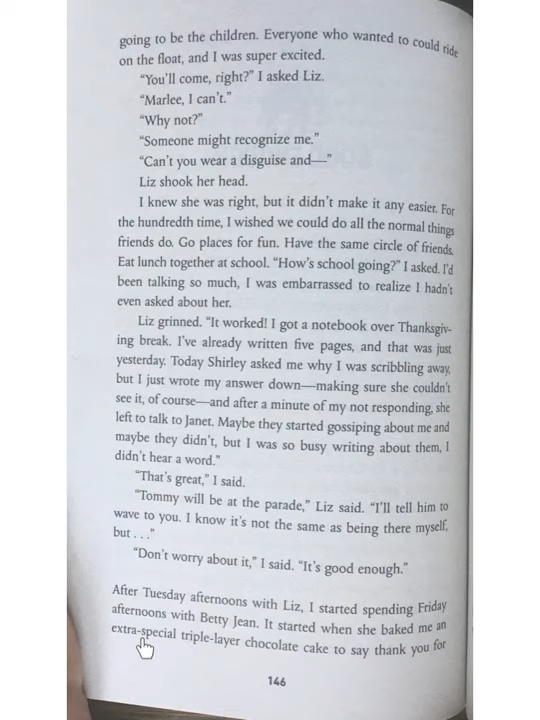 going to be the children. Everyone who wanted to could ride
on the float, and I was super excited.
“You’ll come, right?” I asked Liz.
“Marlee, I can’t.”
“Why not?”
“Someone might recognize me.”
“Can’t you wear a disguise and—”
Liz shook her head.
I knew she was right, but it didn’t make it any easier. For
the hundredth time, I wished we could do all the normal things
friends do. Go places for fun. Have the same circle of friends.
Eat lunch together at school. “How’s school going?” I asked. I’d
been talking so much, I was embarrassed to realize I hadn’t
even asked about her.
Liz grinned. “It worked! I got a notebook over Thanksgiv-
ing break. I’ve already written five pages, and that was just
yesterday. Today Shirley asked me why I was scribbling away,
but I just wrote my answer down—making sure she couldn’t
see it, of course—and after a minute of my not responding, she
left to talk to Janet. Maybe they started gossiping about me and
maybe they didn’t, but I was so busy writing about them, I
didn’t hear a word.”
“That’s great,” I said.
“Tommy will be at the parade,” Liz said. “I’ll tell him to
wave to you. I know it’s not the same as being there myself,
but . . .”
“Don’t worry about it,” I said. “It’s good enough.”
After Tuesday afternoons with Liz, I started spending Friday
afternoons with Betty Jean. It started when she baked me an
extra-special triple-layer chocolate cake to say thank you for
146